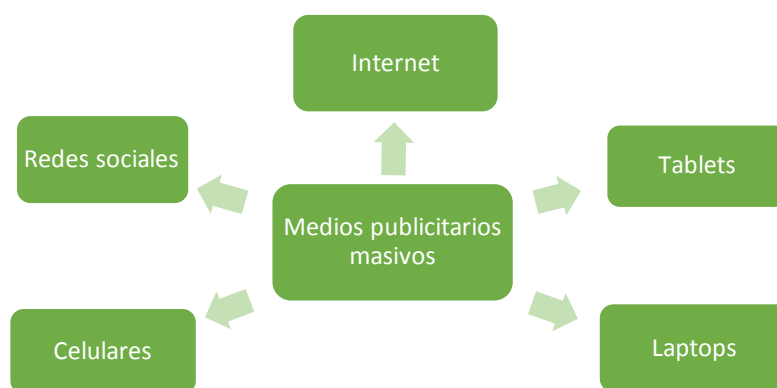 Internet
Redes sociales
Tablets
Medios publicitarios
masivos
Celulares
Laptops